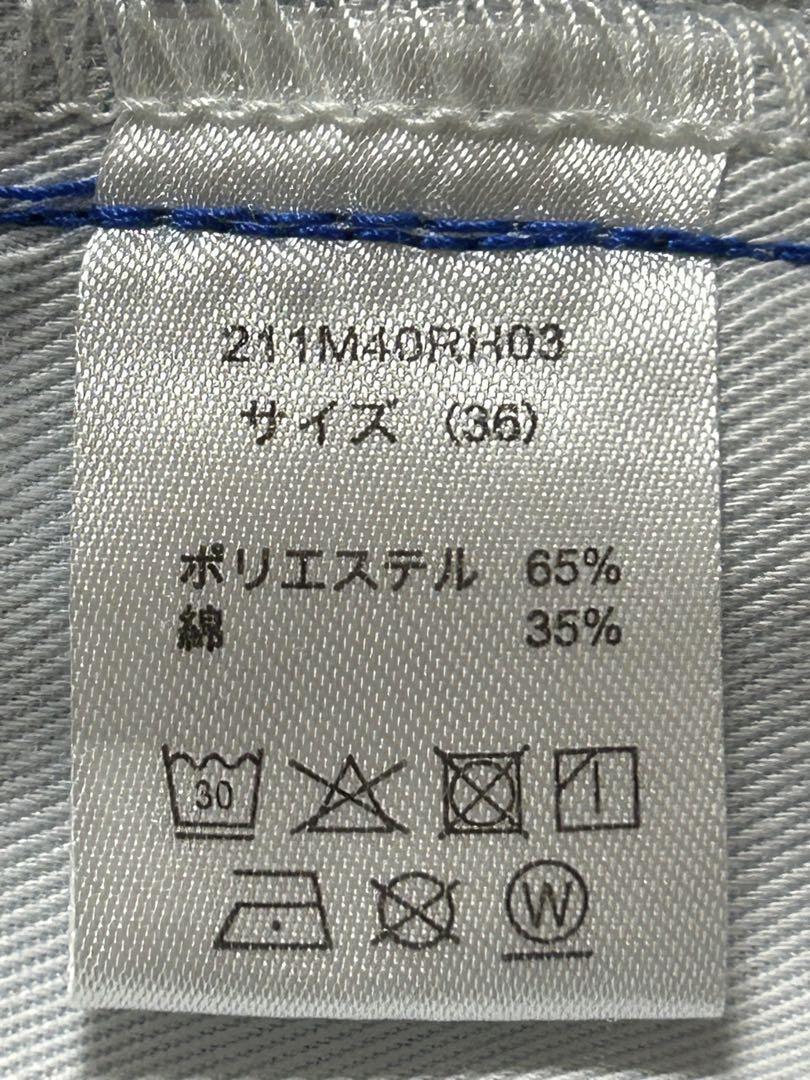 211M40RH03
サイズ (36)
ポリエステル 65%
綿 35%
30
W